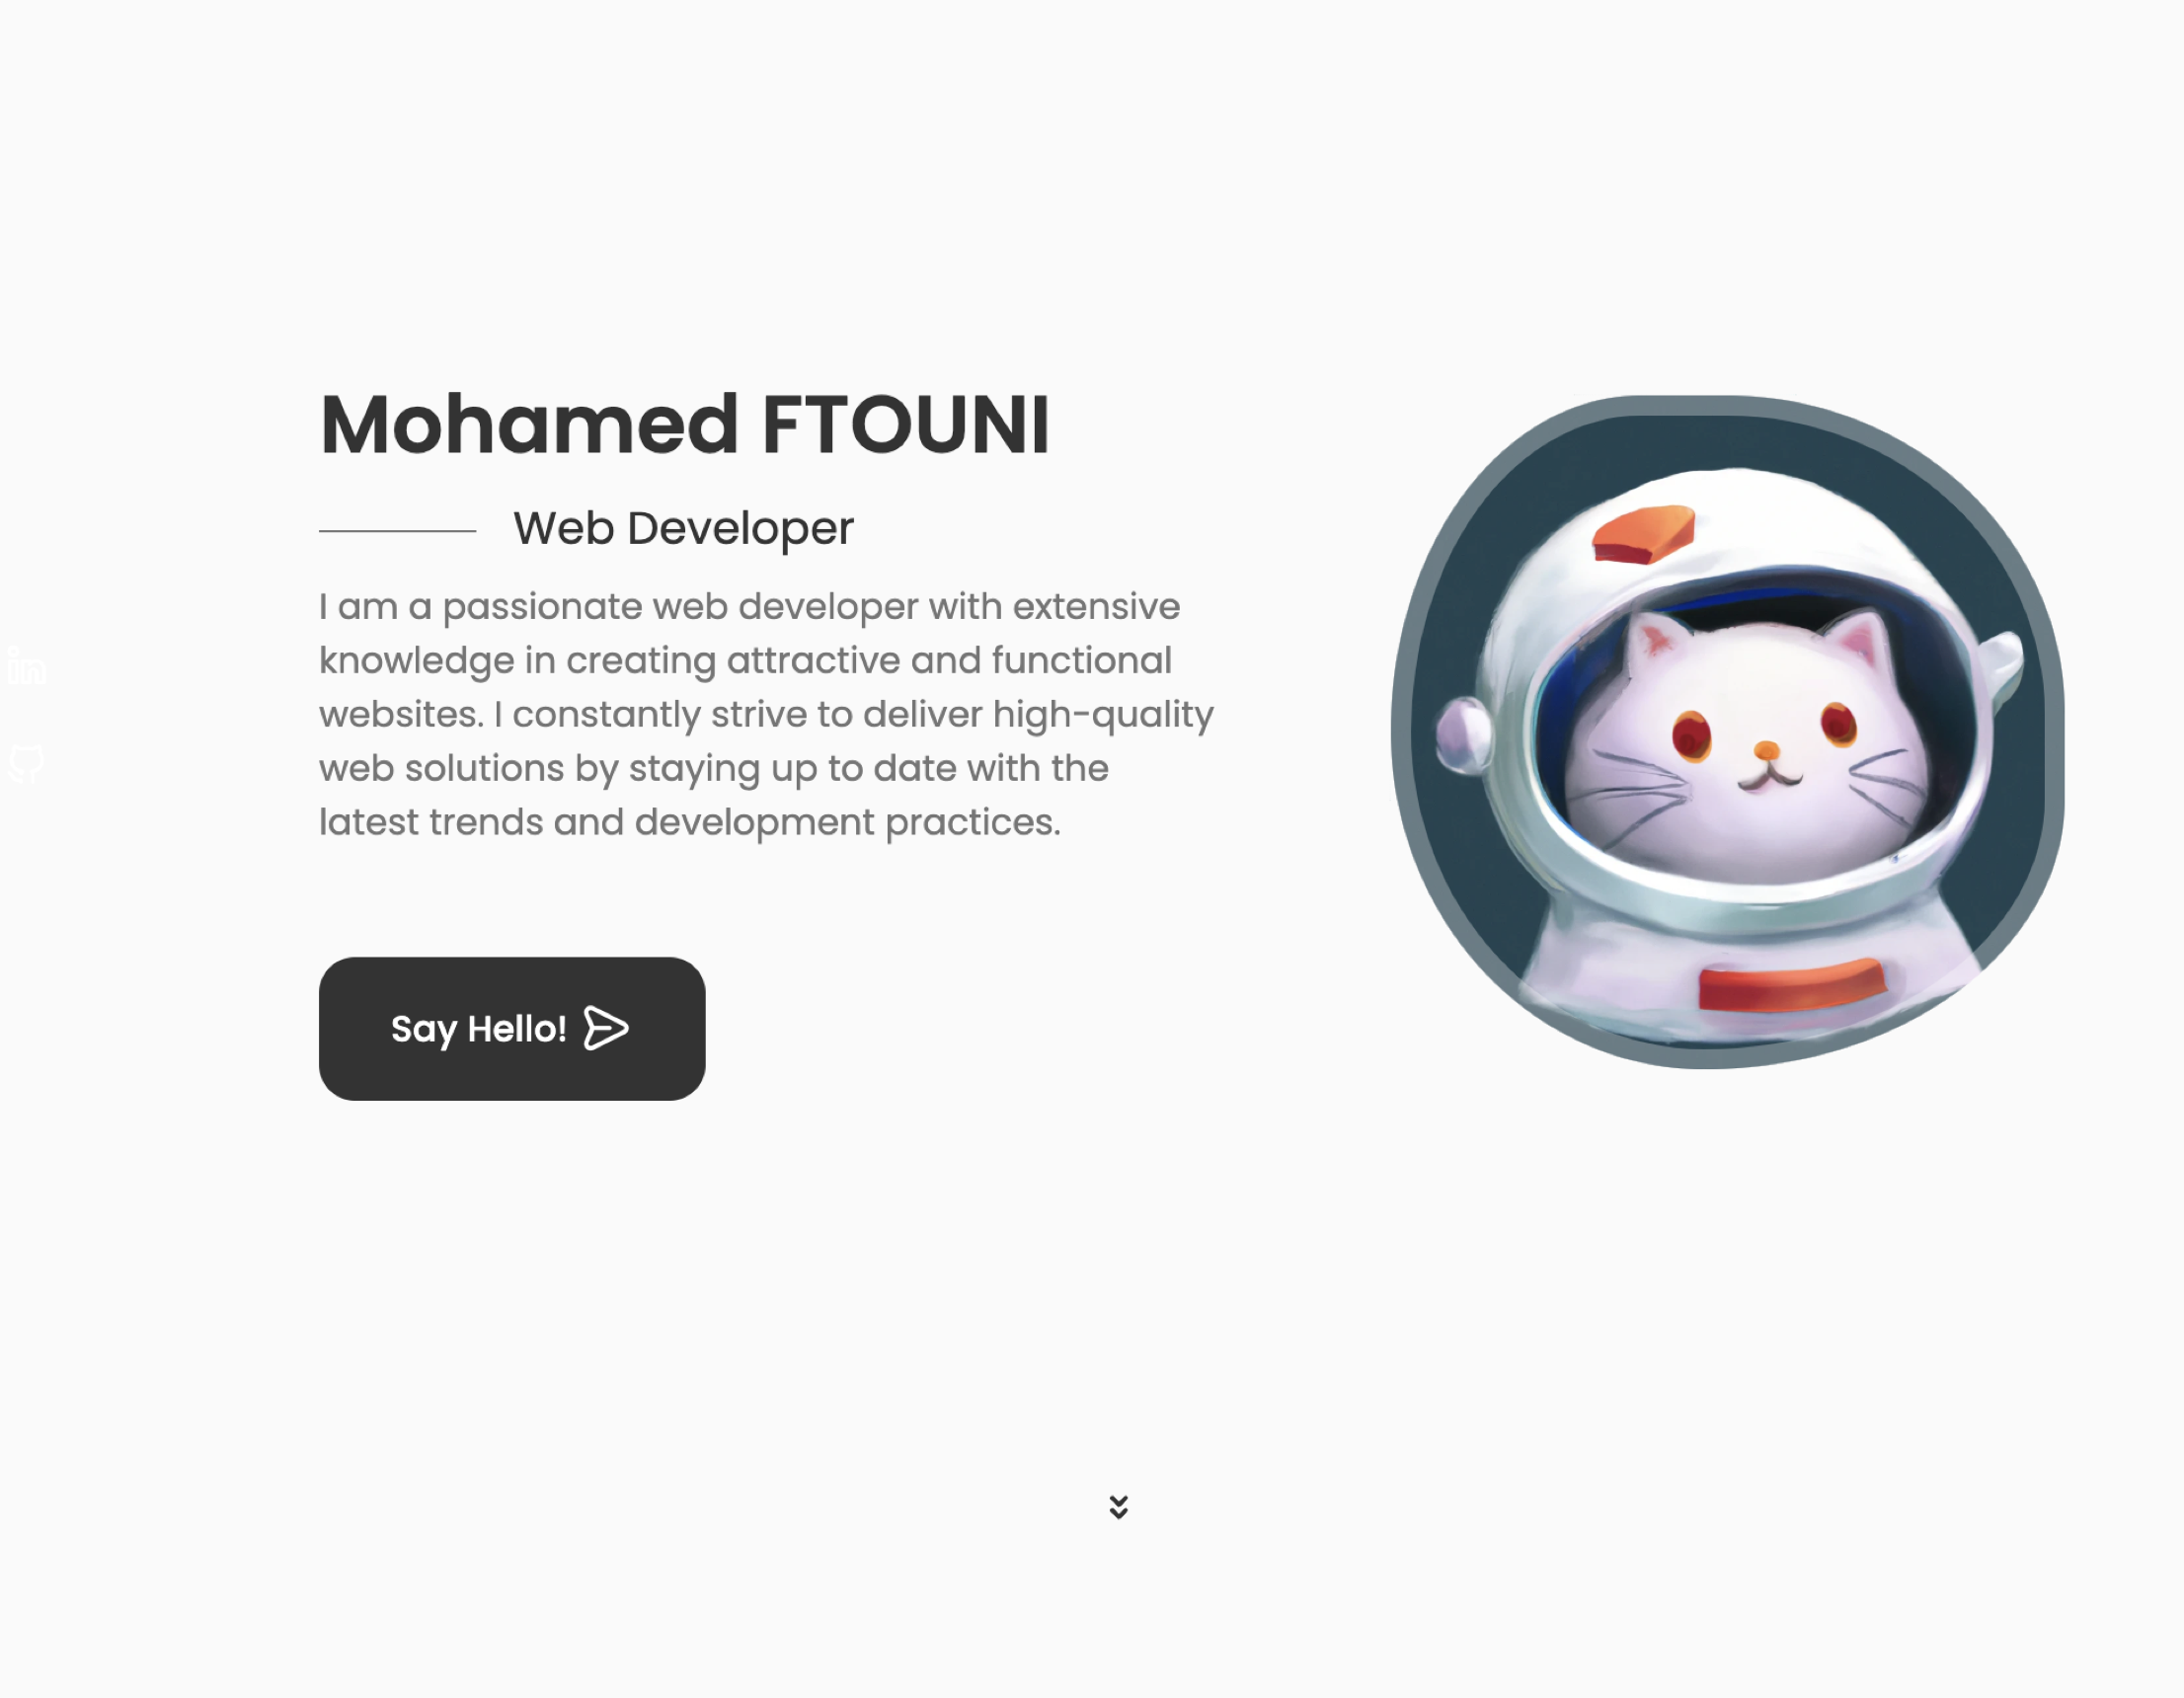 Mohamed FTOUNI
Web Developer
I am a passionate web developer with extensive
knowledge in creating attractive and functional
websites. I constantly strive to deliver high-quality
web solutions by staying up to date with the
latest trends and development practices.
Say Hello!